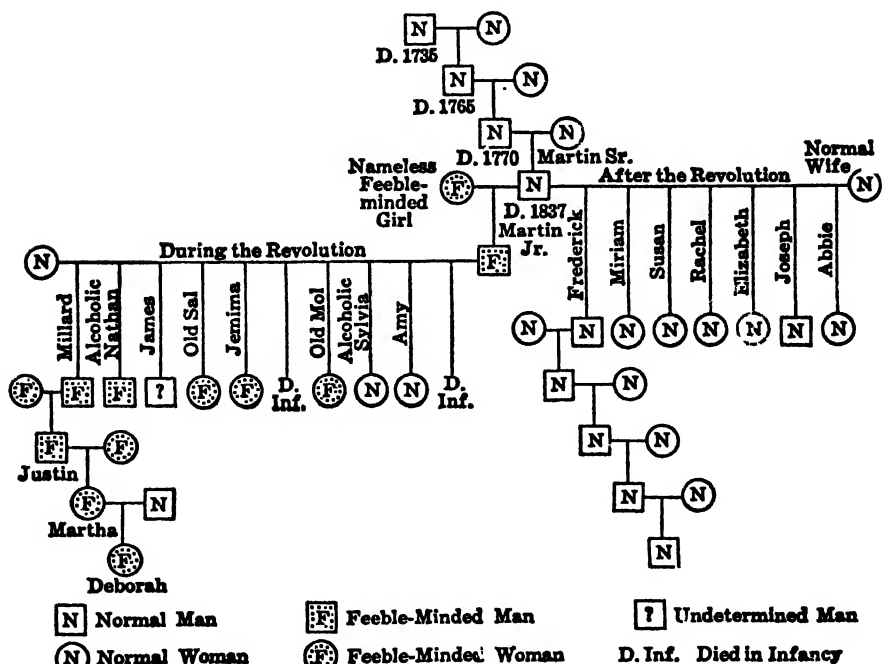 N N
D. 1735
N N
D. 1765
N N
D. 1770 Martin Sr.
Nameless
Feeble-
minded
Girl
F N
After the Revolution
Normal
Wife
N
D. 1837
Martin
Jr.
F
During the Revolution
N
Millard
Alcoholic
Nathan
James
Old Sal
Jemima
D.
Inf.
Old Mol
Alcoholic
Sylvia
Amy
D.
Inf.
Frederick
Miriam
Susan
Rachel
Elizabeth
Joseph
Abbie
N N N N N N N N
F F F ? F F F N N
N N
F F
Justin
N N
F N
Martha
N N
F
Deborah
N
N Normal Man
F Feeble-Minded Man
? Undetermined Man
N Normal Woman
F Feeble-Minded Woman
D. Inf. Died in Infancy